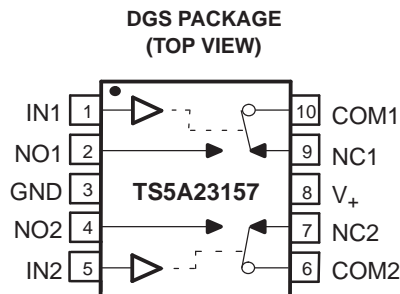 DGS PACKAGE
(TOP VIEW)
IN1 1 10 COM1
NO1 2 9 NC1
GND 3 TS5A23157 8 V+
NO2 4 7 NC2
IN2 5 6 COM2